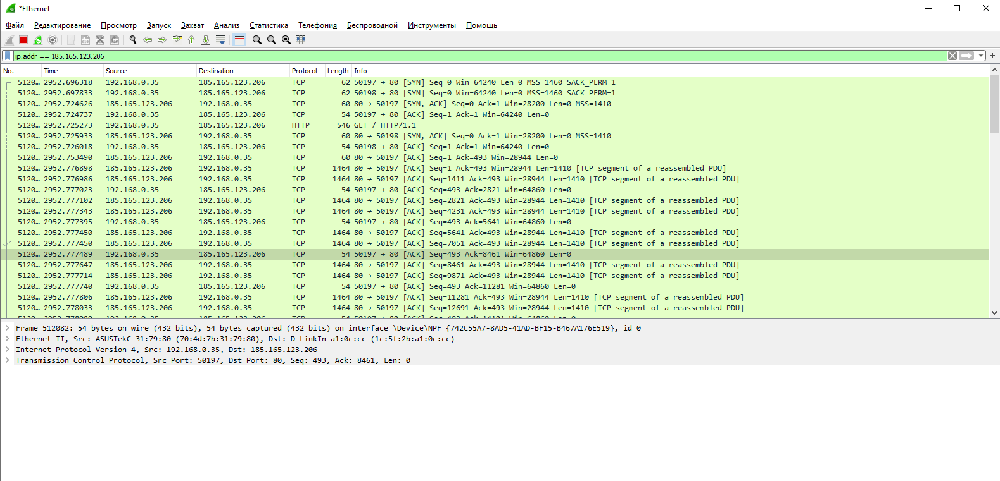 *Ethernet
Файл Редактирование Просмотр Запуск Захват Анализ Статистика Телефония Беспроводной Инструменты Помощь
ip.addr == 185.165.123.206
No. Time Source Destination Protocol Length Info
5120… 2952.696318 192.168.0.35 185.165.123.206 TCP 62 50197 → 80 [SYN] Seq=0 Win=64240 Len=0 MSS=1460 SACK_PERM=1
5120… 2952.697833 192.168.0.35 185.165.123.206 TCP 62 50198 → 80 [SYN] Seq=0 Win=64240 Len=0 MSS=1460 SACK_PERM=1
5120… 2952.724626 185.165.123.206 192.168.0.35 TCP 60 80 → 50197 [SYN, ACK] Seq=0 Ack=1 Win=28200 Len=0 MSS=1410
5120… 2952.724737 192.168.0.35 185.165.123.206 TCP 54 50197 → 80 [ACK] Seq=1 Ack=1 Win=64240 Len=0
5120… 2952.725273 192.168.0.35 185.165.123.206 HTTP 546 GET / HTTP/1.1
5120… 2952.725933 185.165.123.206 192.168.0.35 TCP 60 80 → 50198 [SYN, ACK] Seq=0 Ack=1 Win=28200 Len=0 MSS=1410
5120… 2952.726018 192.168.0.35 185.165.123.206 TCP 54 50198 → 80 [ACK] Seq=1 Ack=1 Win=64240 Len=0
5120… 2952.753490 185.165.123.206 192.168.0.35 TCP 60 80 → 50197 [ACK] Seq=1 Ack=493 Win=28944 Len=0
5120… 2952.776898 185.165.123.206 192.168.0.35 TCP 1464 80 → 50197 [ACK] Seq=1 Ack=493 Win=28944 Len=1410 [TCP segment of a reassembled PDU]
5120… 2952.776986 185.165.123.206 192.168.0.35 TCP 1464 80 → 50197 [ACK] Seq=1411 Ack=493 Win=28944 Len=1410 [TCP segment of a reassembled PDU]
5120… 2952.777023 192.168.0.35 185.165.123.206 TCP 54 50197 → 80 [ACK] Seq=493 Ack=2821 Win=64860 Len=0
5120… 2952.777102 185.165.123.206 192.168.0.35 TCP 1464 80 → 50197 [ACK] Seq=2821 Ack=493 Win=28944 Len=1410 [TCP segment of a reassembled PDU]
5120… 2952.777343 185.165.123.206 192.168.0.35 TCP 1464 80 → 50197 [ACK] Seq=4231 Ack=493 Win=28944 Len=1410 [TCP segment of a reassembled PDU]
5120… 2952.777395 192.168.0.35 185.165.123.206 TCP 54 50197 → 80 [ACK] Seq=493 Ack=5641 Win=64860 Len=0
5120… 2952.777450 185.165.123.206 192.168.0.35 TCP 1464 80 → 50197 [ACK] Seq=5641 Ack=493 Win=28944 Len=1410 [TCP segment of a reassembled PDU]
5120… 2952.777450 185.165.123.206 192.168.0.35 TCP 1464 80 → 50197 [ACK] Seq=7051 Ack=493 Win=28944 Len=1410 [TCP segment of a reassembled PDU]
5120… 2952.777489 192.168.0.35 185.165.123.206 TCP 54 50197 → 80 [ACK] Seq=493 Ack=8461 Win=64860 Len=0
5120… 2952.777647 185.165.123.206 192.168.0.35 TCP 1464 80 → 50197 [ACK] Seq=8461 Ack=493 Win=28944 Len=1410 [TCP segment of a reassembled PDU]
5120… 2952.777714 185.165.123.206 192.168.0.35 TCP 1464 80 → 50197 [ACK] Seq=9871 Ack=493 Win=28944 Len=1410 [TCP segment of a reassembled PDU]
5120… 2952.777740 192.168.0.35 185.165.123.206 TCP 54 50197 → 80 [ACK] Seq=493 Ack=11281 Win=64860 Len=0
5120… 2952.777806 185.165.123.206 192.168.0.35 TCP 1464 80 → 50197 [ACK] Seq=11281 Ack=493 Win=28944 Len=1410 [TCP segment of a reassembled PDU]
5120… 2952.778033 185.165.123.206 192.168.0.35 TCP 1464 80 → 50197 [ACK] Seq=12691 Ack=493 Win=28944 Len=1410 [TCP segment of a reassembled PDU]
Frame 512082: 54 bytes on wire (432 bits), 54 bytes captured (432 bits) on interface \Device\NPF_{742C55A7-8AD5-41AD-BF15-B467A176E519}, id 0
Ethernet II, Src: ASUSTekC_31:79:80 (70:4d:7b:31:79:80), Dst: D-LinkIn_a1:0c:cc (1c:5f:2b:a1:0c:cc)
Internet Protocol Version 4, Src: 192.168.0.35, Dst: 185.165.123.206
Transmission Control Protocol, Src Port: 50197, Dst Port: 80, Seq: 493, Ack: 8461, Len: 0